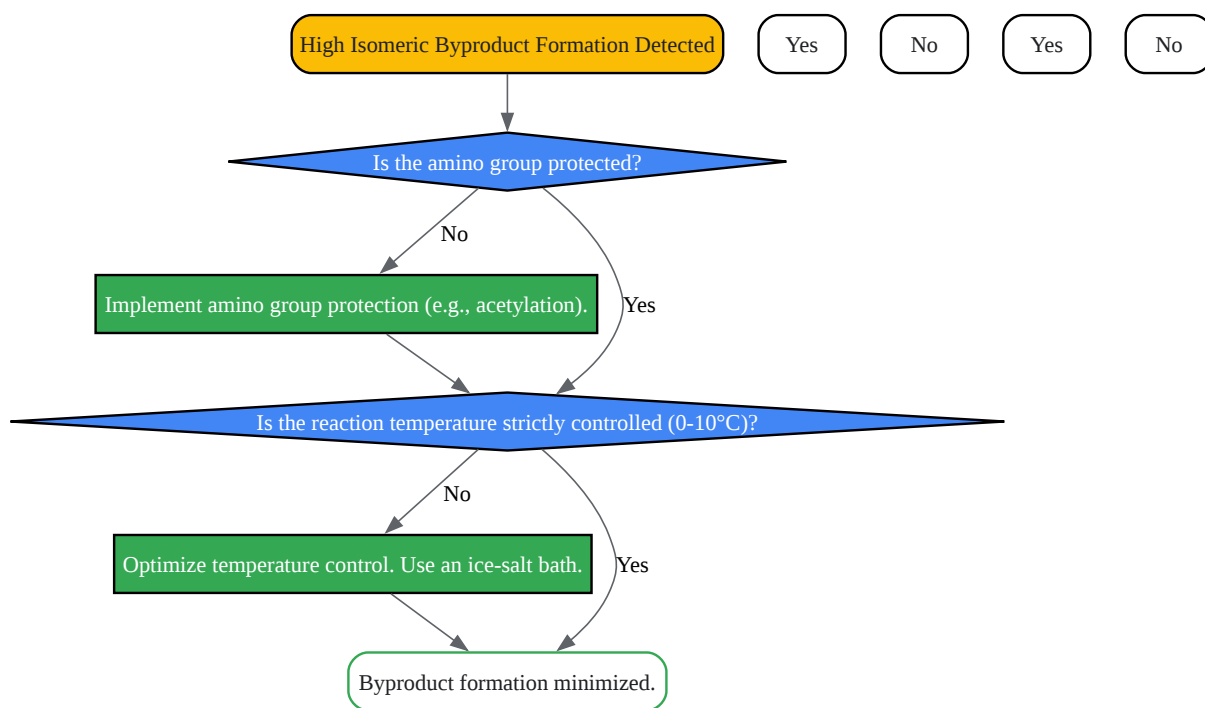 High Isomeric Byproduct Formation Detected
Yes
No
Yes
No
Is the amino group protected?
No
Implement amino group protection (e.g., acetylation).
Yes
Is the reaction temperature strictly controlled (0-10°C)?
No
Optimize temperature control. Use an ice-salt bath.
Yes
Byproduct formation minimized.